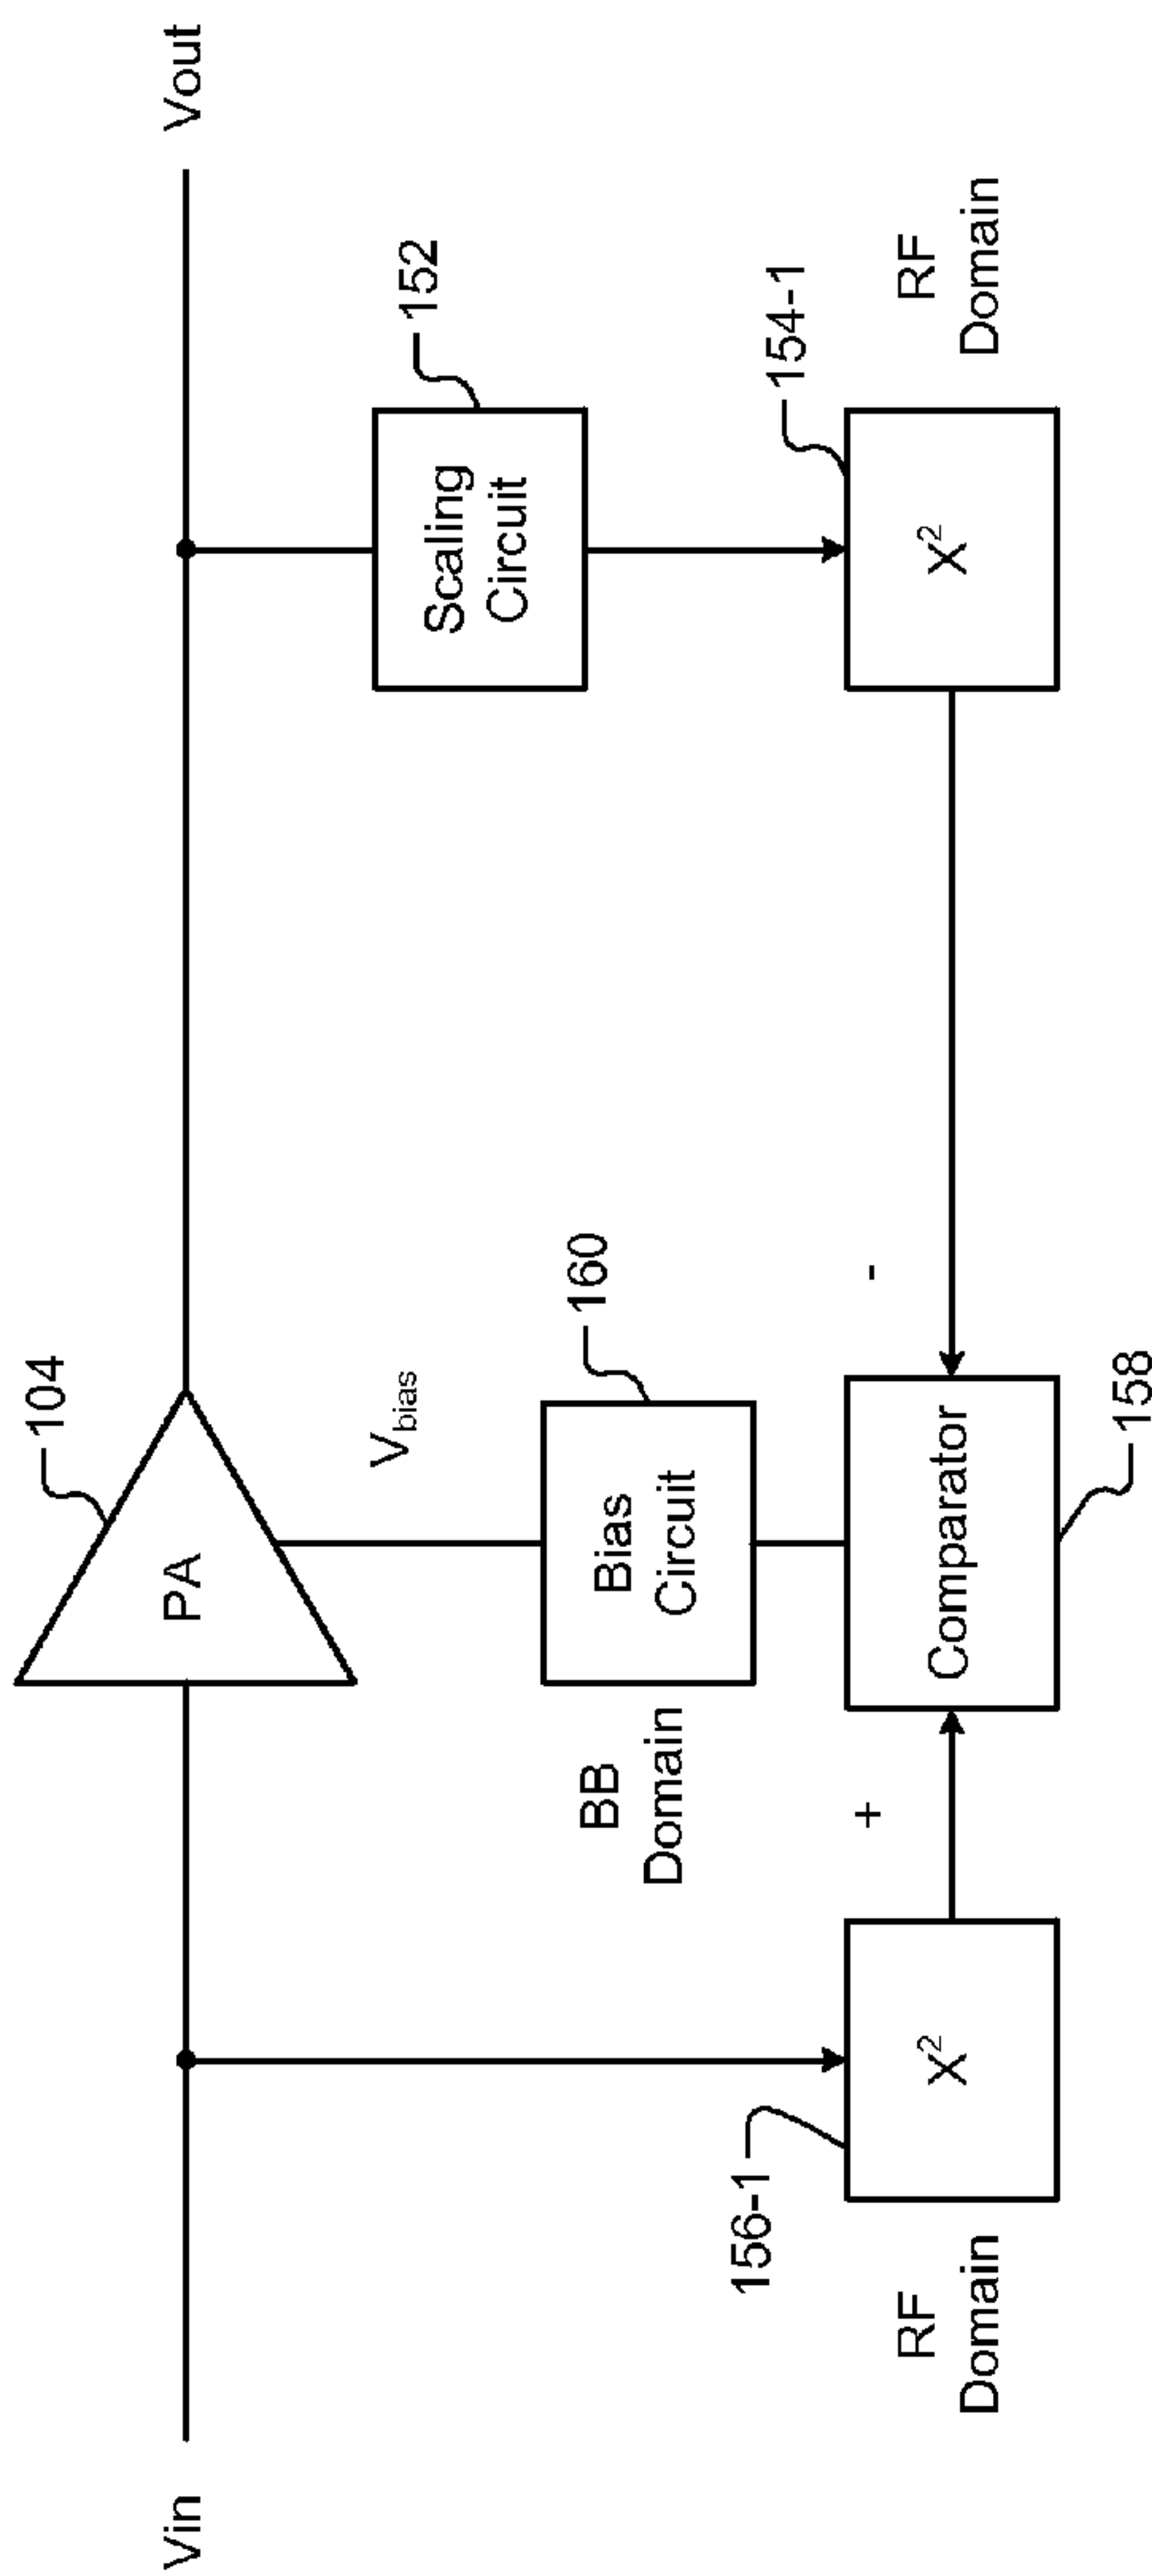 104
PA
Vin
Vout
V_bias
152
Scaling
Circuit
160
Bias
Circuit
BB
Domain
156-1
X²
RF
Domain
+
Comparator
158
-
154-1
X²
RF
Domain